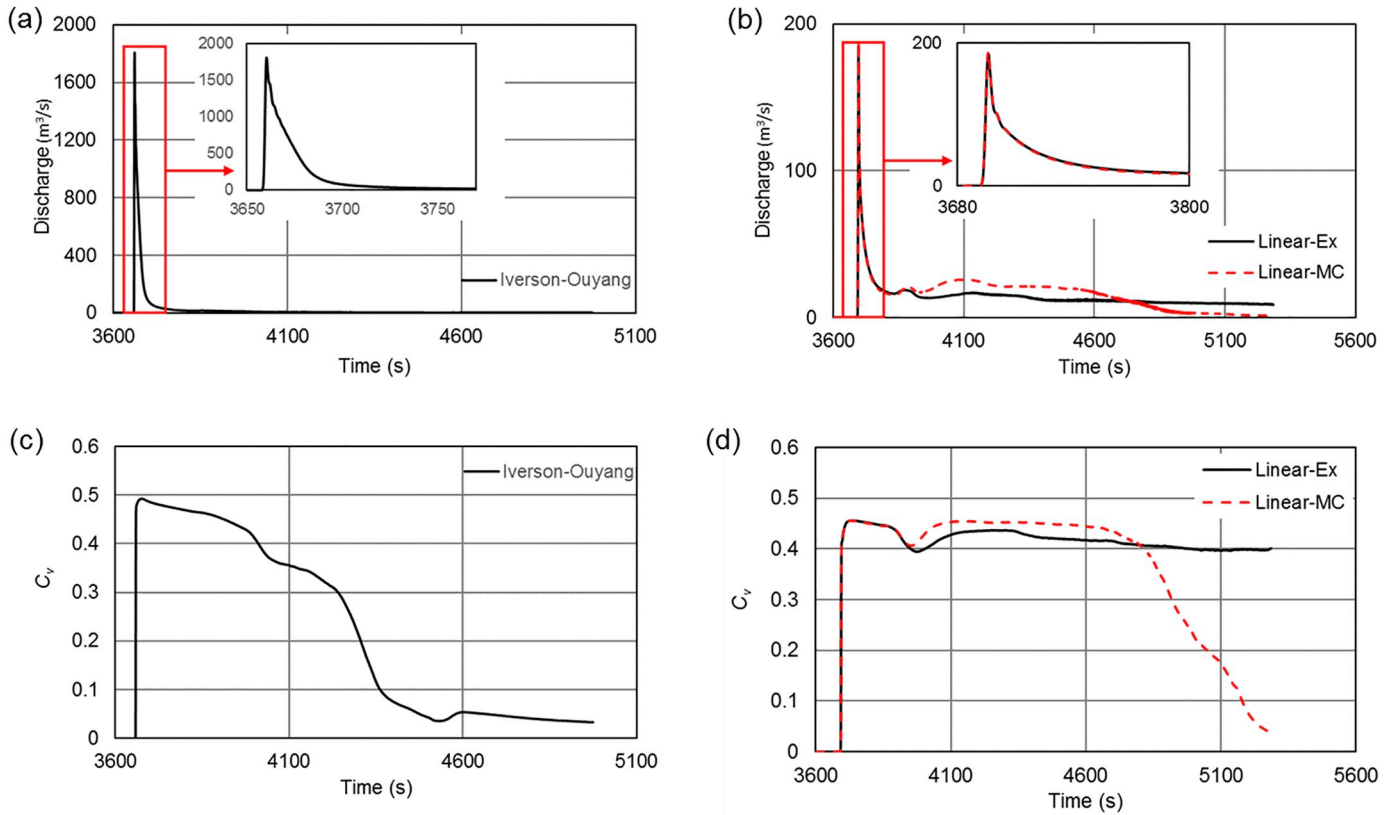 (a)
2000
1600
1200
800
400
0
Discharge (m³/s)
2000
1500
1000
500
0
3650
3700
3750
Iverson-Ouyang
3600
4100
4600
5100
Time (s)
(b)
200
100
0
Discharge (m³/s)
200
0
3680
3800
Linear-Ex
Linear-MC
3600
4100
4600
5100
5600
Time (s)
(c)
0.6
0.5
0.4
0.3
0.2
0.1
0
Cv
Iverson-Ouyang
3600
4100
4600
5100
Time (s)
(d)
0.6
0.5
0.4
0.3
0.2
0.1
0
Cv
Linear-Ex
Linear-MC
3600
4100
4600
5100
5600
Time (s)